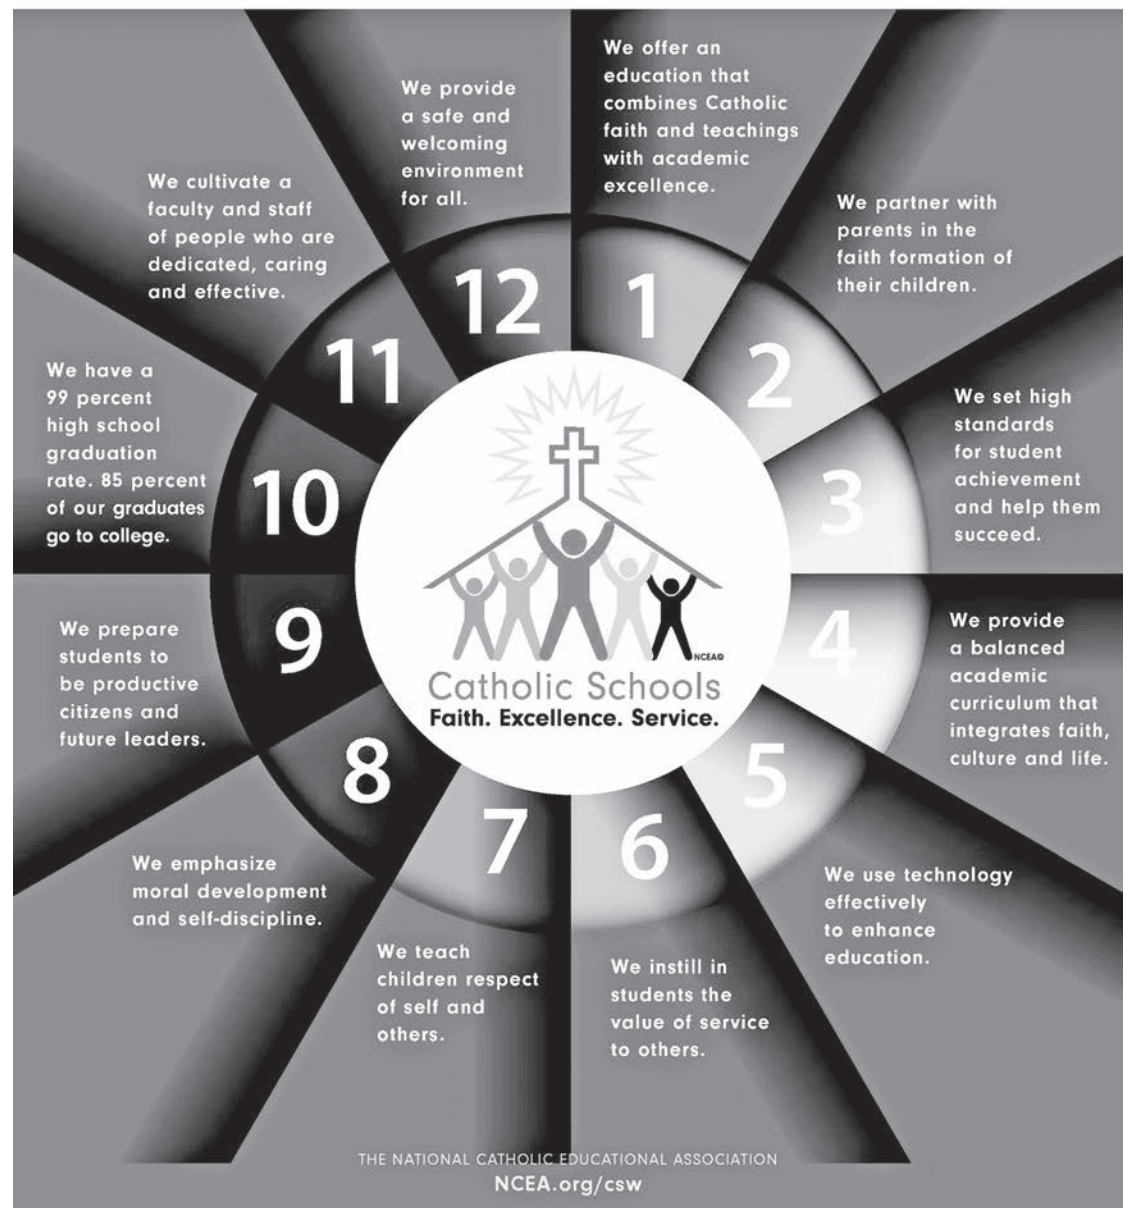 We offer an
education that
combines Catholic
faith and teachings
with academic
excellence.
1
We partner with
parents in the
faith formation of
their children.
2
We set high
standards
for student
achievement
and help them
succeed.
3
We provide
a balanced
academic
curriculum that
integrates faith,
culture and life.
4
We use technology
effectively
to enhance
education.
5
We instill in
students the
value of service
to others.
6
We teach
children respect
of self and
others.
7
We emphasize
moral development
and self-discipline.
8
We prepare
students to
be productive
citizens and
future leaders.
9
We have a
99 percent
high school
graduation
rate. 85 percent
of our graduates
go to college.
10
We cultivate a
faculty and staff
of people who are
dedicated, caring
and effective.
11
We provide
a safe and
welcoming
environment
for all.
12
NCEA©
Catholic Schools
Faith. Excellence. Service.
THE NATIONAL CATHOLIC EDUCATIONAL ASSOCIATION
NCEA.org/csw